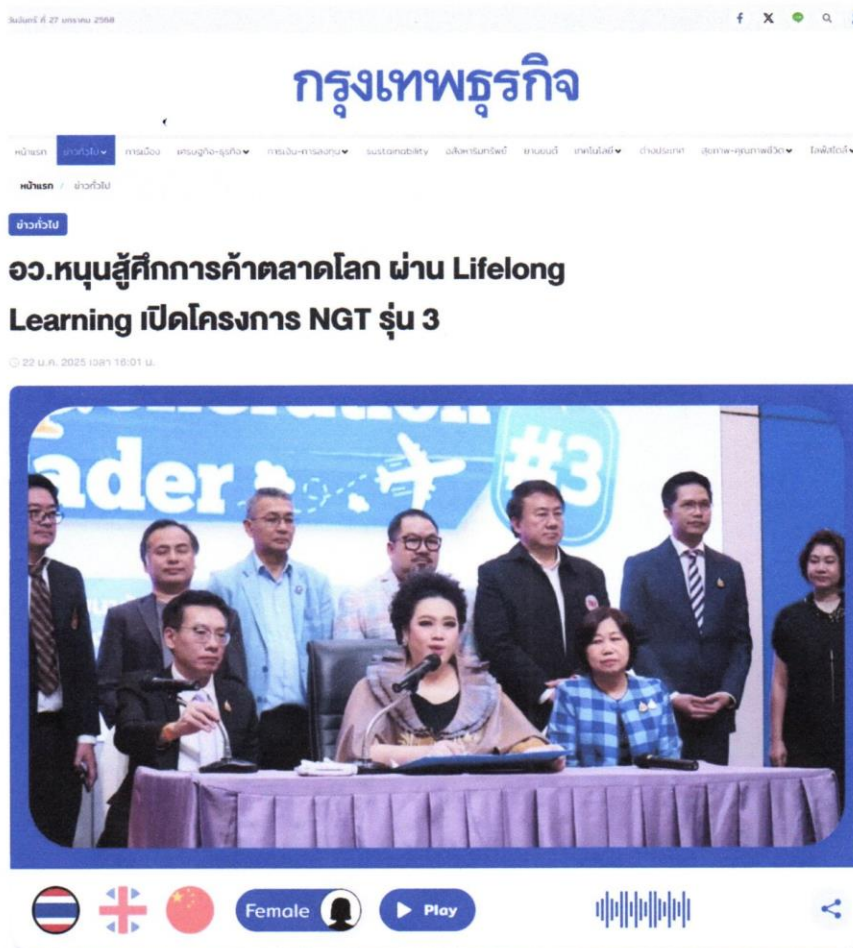 วันจันทร์ ที่ 27 มกราคม 2568
กรุงเทพธุรกิจ
หน้าแรก ข่าวทั่วไป การเมือง เศรษฐกิจ-ธุรกิจ การเงิน-การลงทุน sustainability อสังหาริมทรัพย์ ยานยนต์ เทคโนโลยี ต่างประเทศ สุขภาพ-คุณภาพชีวิต ไลฟ์สไตล์
หน้าแรก / ข่าวทั่วไป
ข่าวทั่วไป
อว.หนุนสู้ศึกการค้าตลาดโลก ผ่าน Lifelong
Learning เปิดโครงการ NGT รุ่น 3
22 ม.ค. 2025 เวลา 16:01 น.
ader #3
Female Play